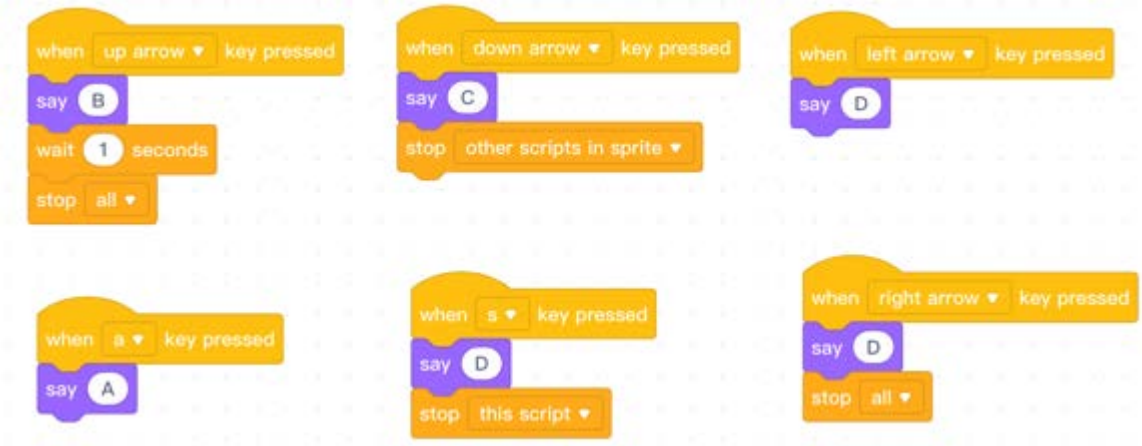 when up arrow ▼ key pressed
say B
wait 1 seconds
stop all ▼
when down arrow ▼ key pressed
say C
stop other scripts in sprite ▼
when left arrow ▼ key pressed
say D
when a ▼ key pressed
say A
when s ▼ key pressed
say D
stop this script ▼
when right arrow ▼ key pressed
say D
stop all ▼